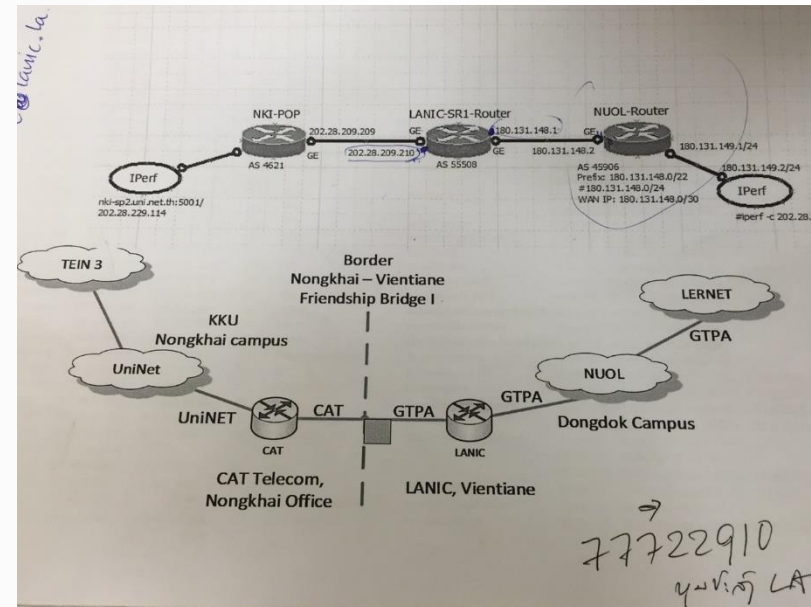 @lanic.la
NKI-POP
LANIC-SR1-Router
NUOL-Router
202.28.209.209
GE
180.131.148.1
GE
180.131.149.1/24
GE
202.28.209.210
GE
180.131.148.2
AS 4621
AS 55508
AS 45906
Prefix: 180.131.148.0/22
#180.131.148.0/24
WAN IP: 180.131.148.0/30
180.131.149.2/24
IPerf
IPerf
nki-sp2.uni.net.th:5001/
202.28.229.114
#iperf -c 202.28.
TEIN 3
Border
Nongkhai – Vientiane
Friendship Bridge I
LERNET
KKU
Nongkhai campus
GTPA
UniNet
NUOL
GTPA
UniNET
CAT
GTPA
Dongdok Campus
CAT
LANIC
CAT Telecom,
Nongkhai Office
LANIC, Vientiane
77722910
LA